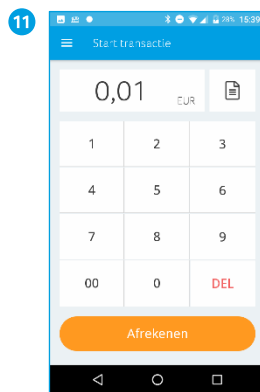 11
28% 15:39
Start transactie
0,01 EUR
1 2 3
4 5 6
7 8 9
00 0 DEL
Afrekenen